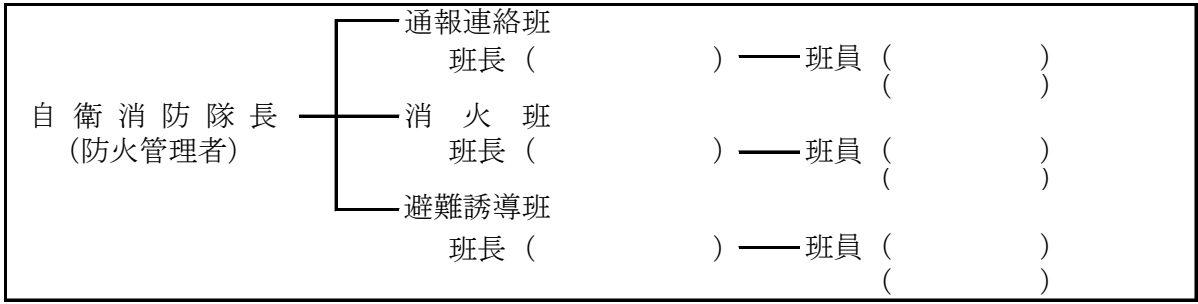 通報連絡班
班長（　　　　　　）班員（　　　　　）
（　　　　　）
自衛消防隊長
（防火管理者）
消　火　班
班長（　　　　　　）班員（　　　　　）
（　　　　　）
避難誘導班
班長（　　　　　　）班員（　　　　　）
（　　　　　）